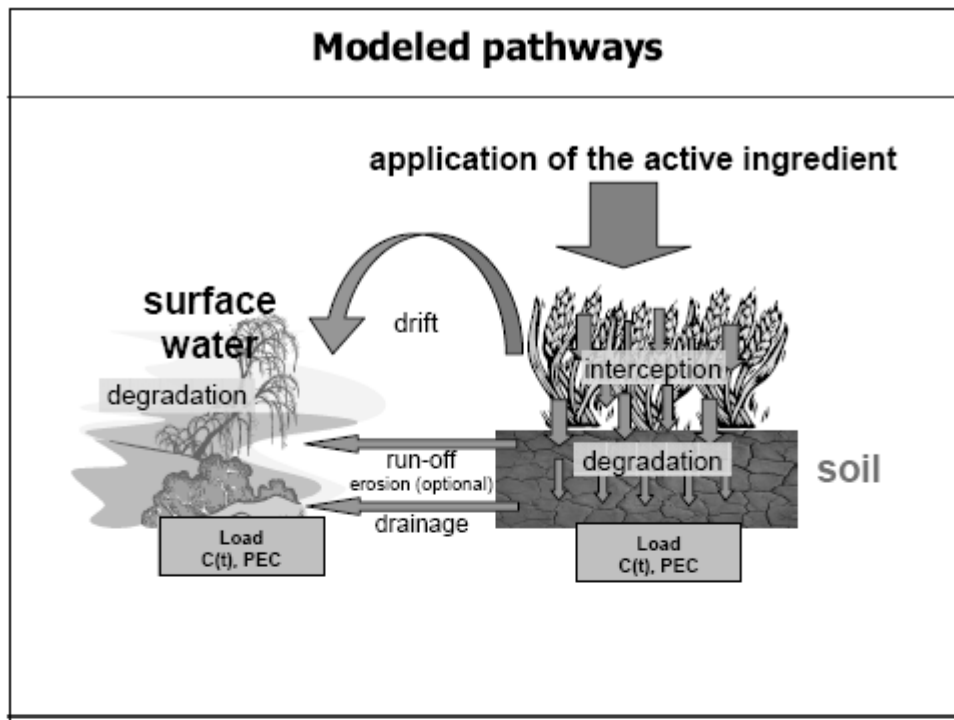 Modeled pathways
application of the active ingredient
surface
water
drift
degradation
interception
degradation
soil
run-off
erosion (optional)
drainage
Load
C(t), PEC
Load
C(t), PEC